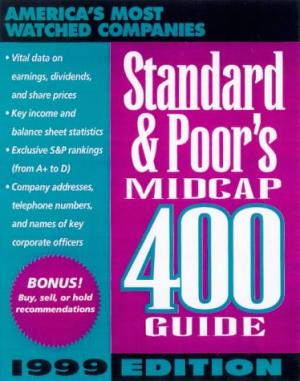 AMERICA'S MOST
WATCHED COMPANIES
• Vital data on
earnings, dividends,
and share prices
• Key income and
balance sheet statistics
• Exclusive S&P rankings
(from A+ to D)
• Company addresses,
telephone numbers,
and names of key
corporate officers
BONUS!
Buy, sell, or hold
recommendations
Standard
& Poor's
MIDCAP
400
GUIDE
1999 EDITION